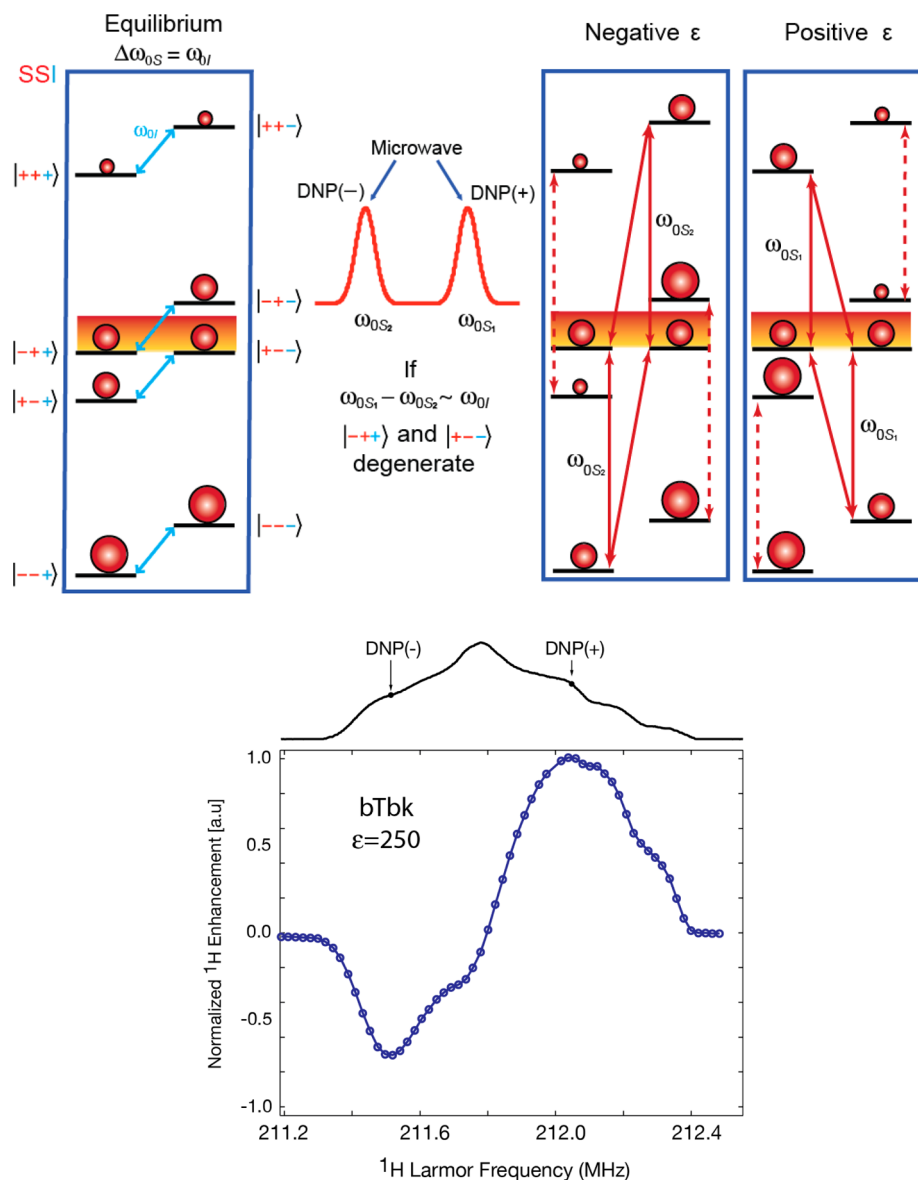 Equilibrium
Δω₀S = ω₀I
SSI
ω₀I
|+++⟩
|++−⟩
|−+−⟩
|−++⟩
|+−−⟩
|+−+⟩
|−−−⟩
|−−+⟩
Microwave
DNP(−)
DNP(+)
ω₀S₂
ω₀S₁
If
ω₀S₁ − ω₀S₂ ~ ω₀I
|−++⟩ and |+−−⟩
degenerate
Negative ε
ω₀S₂
ω₀S₂
Positive ε
ω₀S₁
ω₀S₁
DNP(-)
DNP(+)
Normalized ¹H Enhancement [a.u]
1.0
0.5
0.0
-0.5
-1.0
bTbk
ε=250
211.2
211.6
212.0
212.4
¹H Larmor Frequency (MHz)